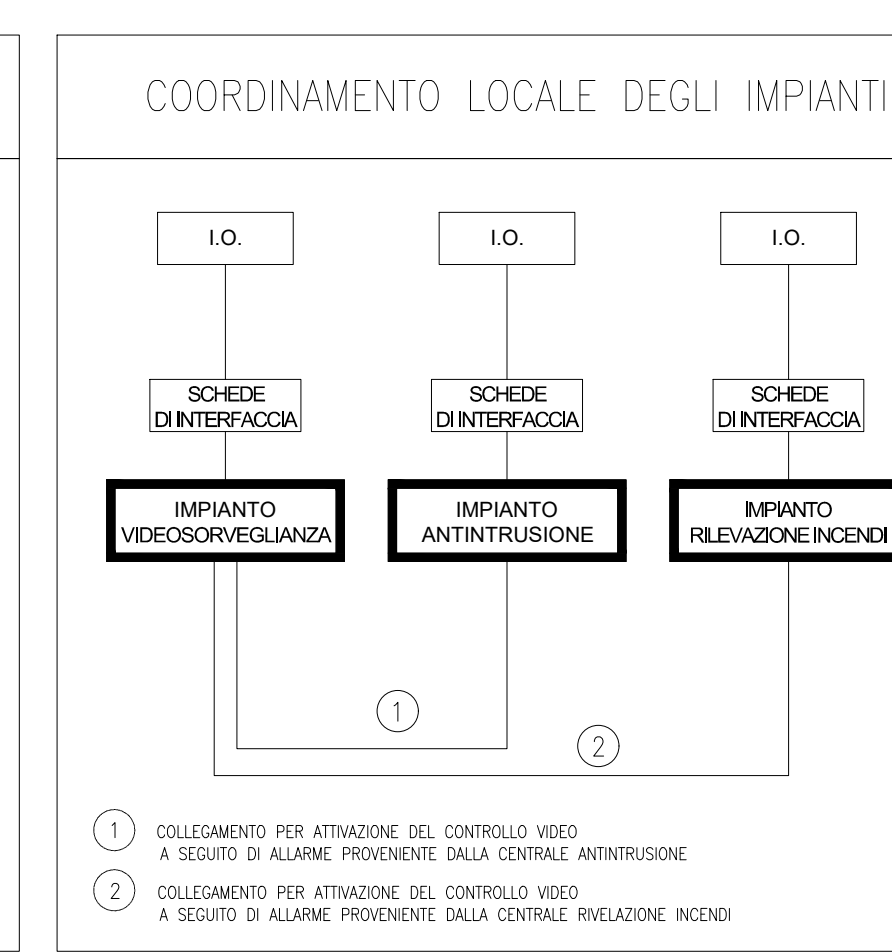 COORDINAMENTO LOCALE DEGLI IMPIANTI
I.O.
I.O.
I.O.
SCHEDE
DI INTERFACCIA
SCHEDE
DI INTERFACCIA
SCHEDE
DI INTERFACCIA
IMPIANTO
VIDEOSORVEGLIANZA
IMPIANTO
ANTINTRUSIONE
IMPIANTO
RILEVAZIONE INCENDI
1
2
1 COLLEGAMENTO PER ATTIVAZIONE DEL CONTROLLO VIDEO
A SEGUITO DI ALLARME PROVENIENTE DALLA CENTRALE ANTINTRUSIONE
2 COLLEGAMENTO PER ATTIVAZIONE DEL CONTROLLO VIDEO
A SEGUITO DI ALLARME PROVENIENTE DALLA CENTRALE RIVELAZIONE INCENDI